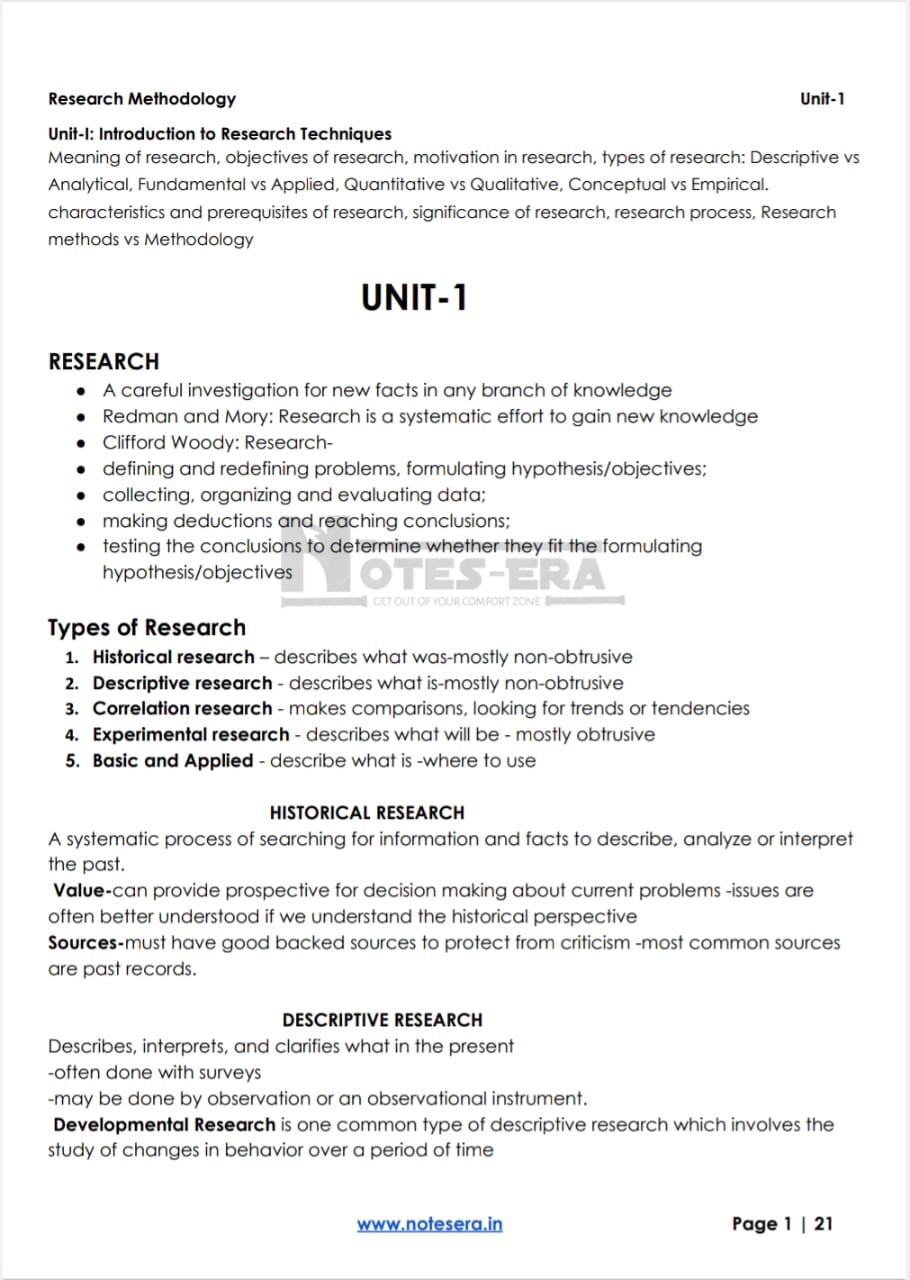 Research Methodology Unit-1
Unit-I: Introduction to Research Techniques
Meaning of research, objectives of research, motivation in research, types of research: Descriptive vs
Analytical, Fundamental vs Applied, Quantitative vs Qualitative, Conceptual vs Empirical.
characteristics and prerequisites of research, significance of research, research process, Research
methods vs Methodology
UNIT-1
RESEARCH
● A careful investigation for new facts in any branch of knowledge
● Redman and Mory: Research is a systematic effort to gain new knowledge
● Clifford Woody: Research-
● defining and redefining problems, formulating hypothesis/objectives;
● collecting, organizing and evaluating data;
● making deductions and reaching conclusions;
● testing the conclusions to determine whether they fit the formulating
hypothesis/objectives
NOTES-ERA
GET OUT OF YOUR COMFORT ZONE
Types of Research
1. Historical research – describes what was-mostly non-obtrusive
2. Descriptive research - describes what is-mostly non-obtrusive
3. Correlation research - makes comparisons, looking for trends or tendencies
4. Experimental research - describes what will be - mostly obtrusive
5. Basic and Applied - describe what is -where to use
HISTORICAL RESEARCH
A systematic process of searching for information and facts to describe, analyze or interpret
the past.
Value-can provide prospective for decision making about current problems -issues are
often better understood if we understand the historical perspective
Sources-must have good backed sources to protect from criticism -most common sources
are past records.
DESCRIPTIVE RESEARCH
Describes, interprets, and clarifies what in the present
-often done with surveys
-may be done by observation or an observational instrument.
Developmental Research is one common type of descriptive research which involves the
study of changes in behavior over a period of time
www.notesera.in Page 1 | 21